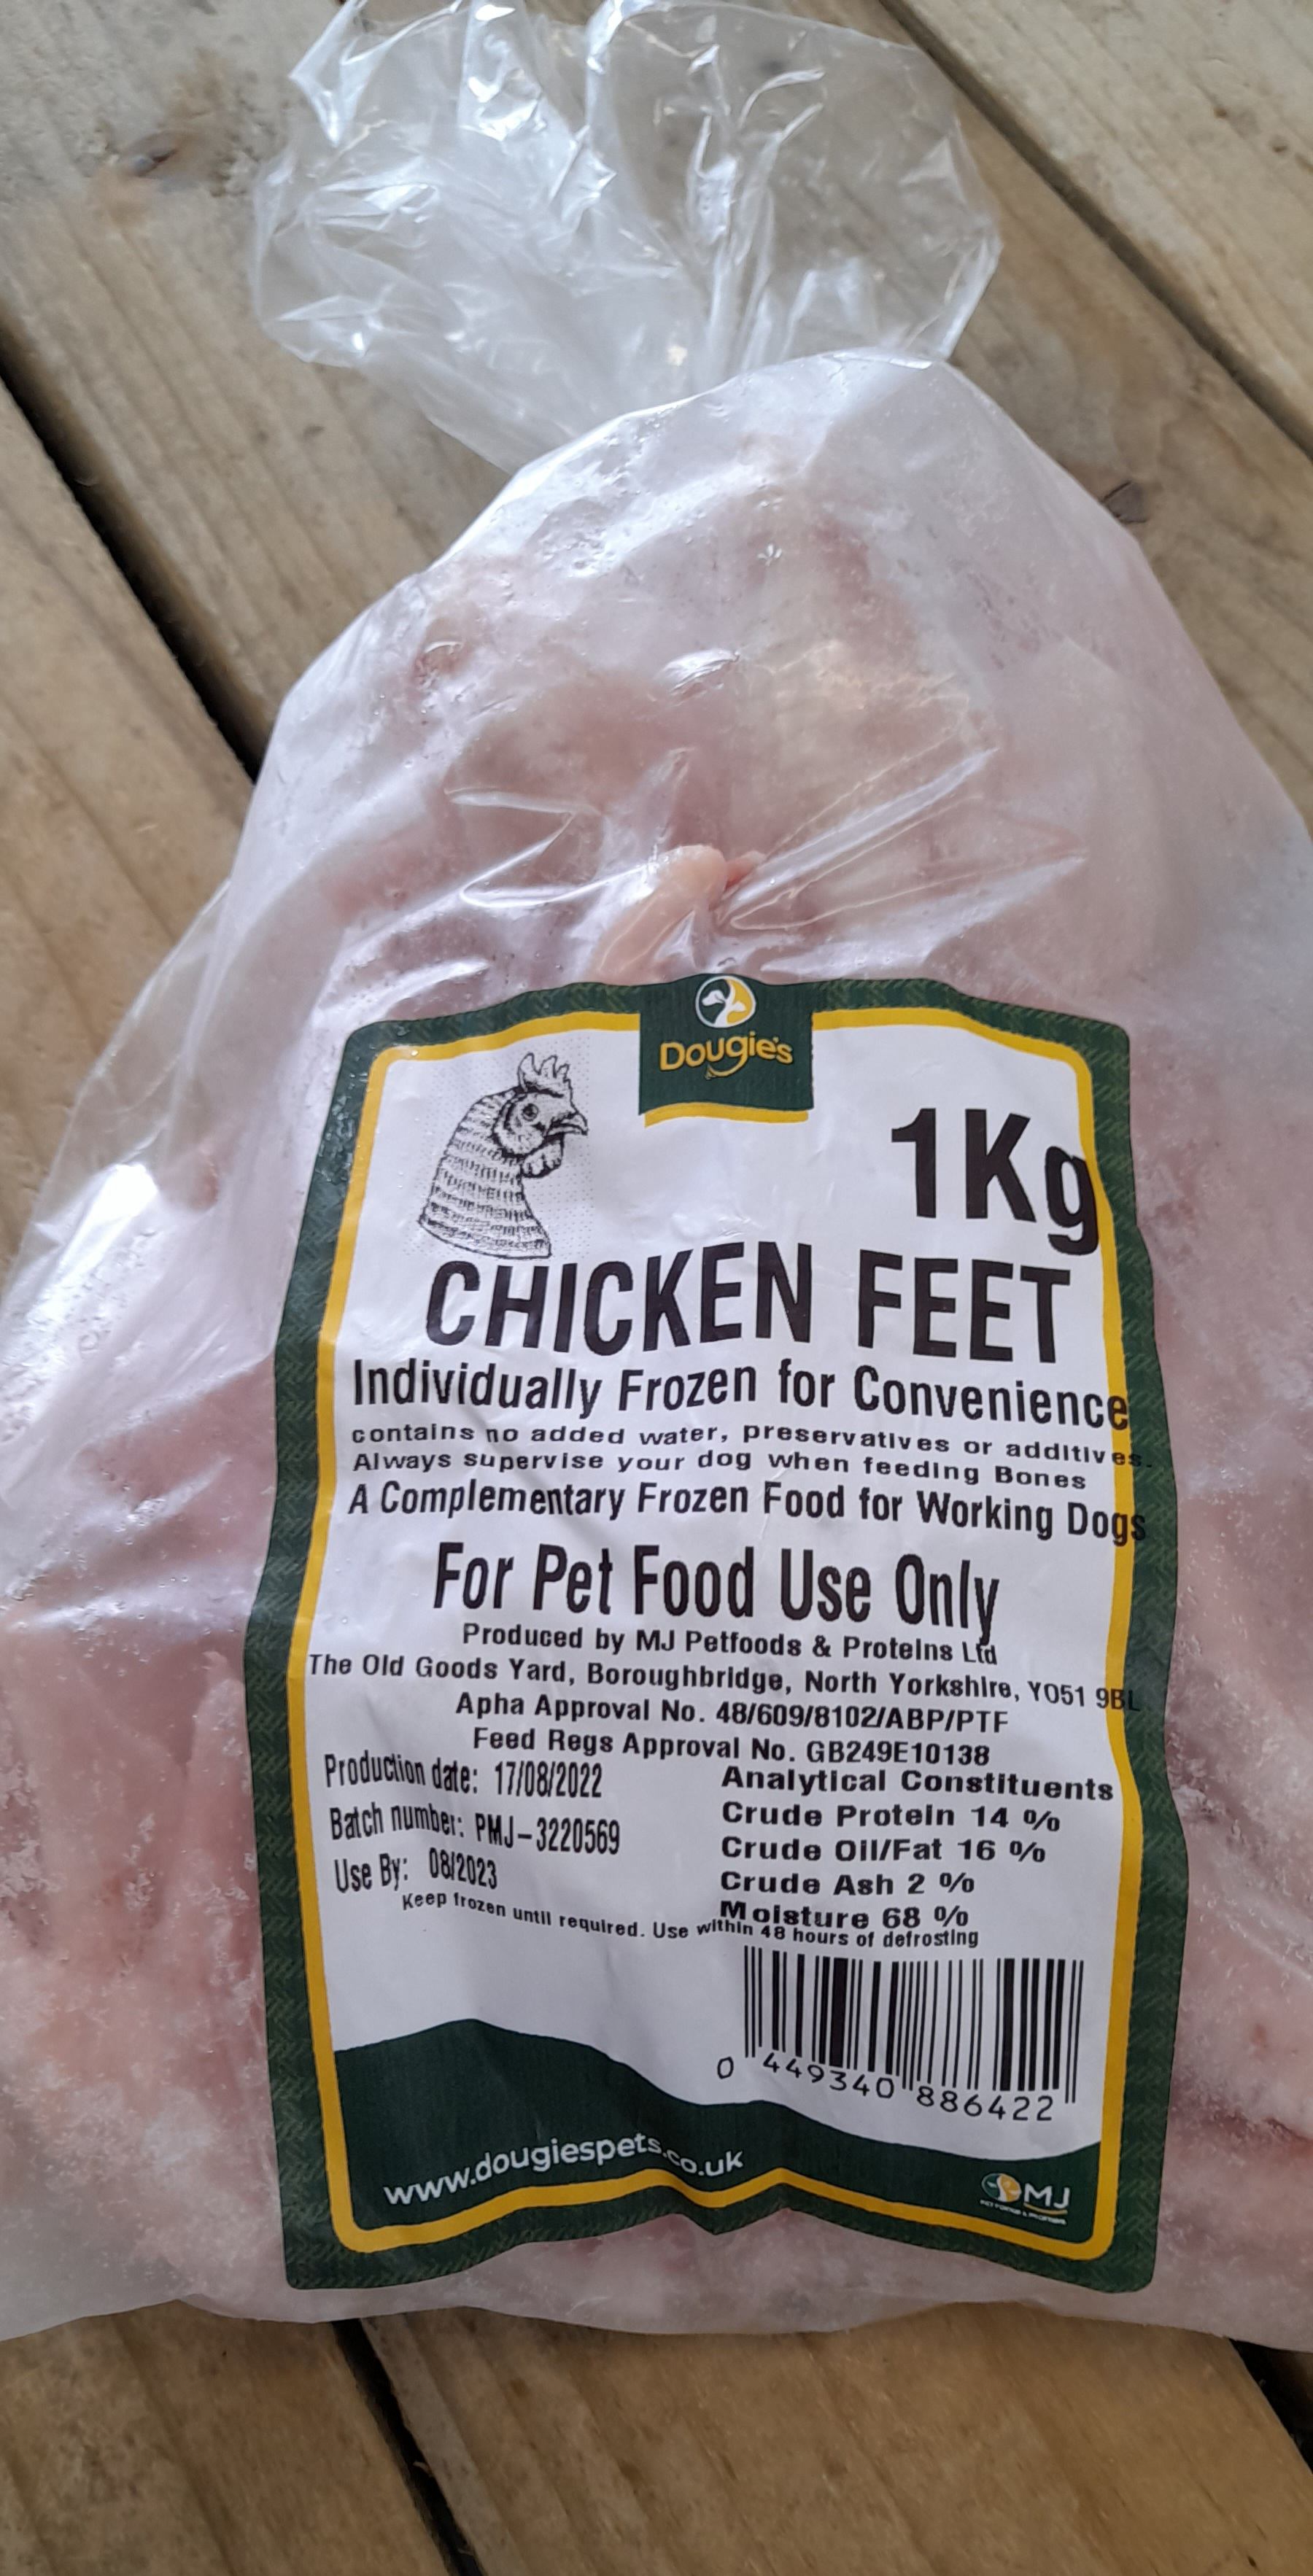 Dougie's
1Kg
CHICKEN FEET
Individually Frozen for Convenience
contains no added water, preservatives or additives.
Always supervise your dog when feeding Bones
A Complementary Frozen Food for Working Dogs
For Pet Food Use Only
Produced by MJ Petfoods & Proteins Ltd
The Old Goods Yard, Boroughbridge, North Yorkshire, YO51 9BL
Apha Approval No. 48/609/8102/ABP/PTF
Feed Regs Approval No. GB249E10138
Production date: 17/08/2022
Batch number: PMJ-3220569
Use By: 08/2023
Analytical Constituents
Crude Protein 14 %
Crude Oil/Fat 16 %
Crude Ash 2 %
Moisture 68 %
Keep frozen until required. Use within 48 hours of defrosting
0 449340 886422
www.dougiespets.co.uk
MJ